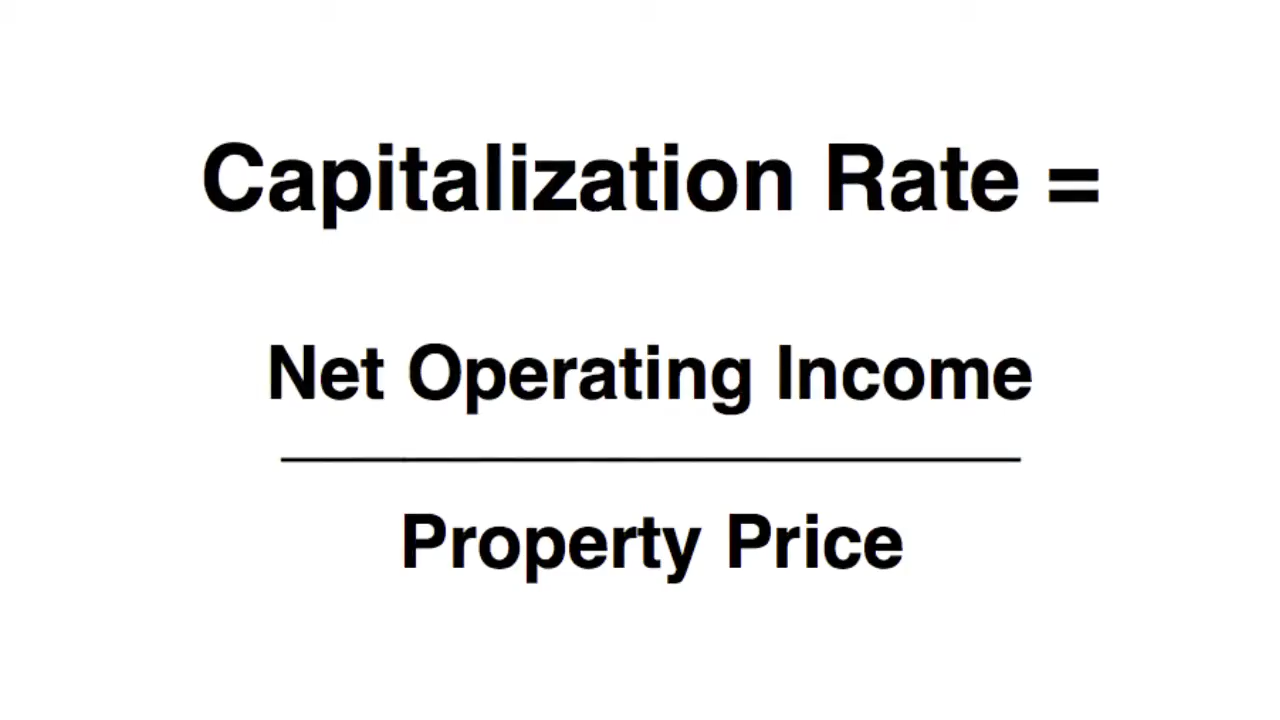 Capitalization Rate =
Net Operating Income
Property Price